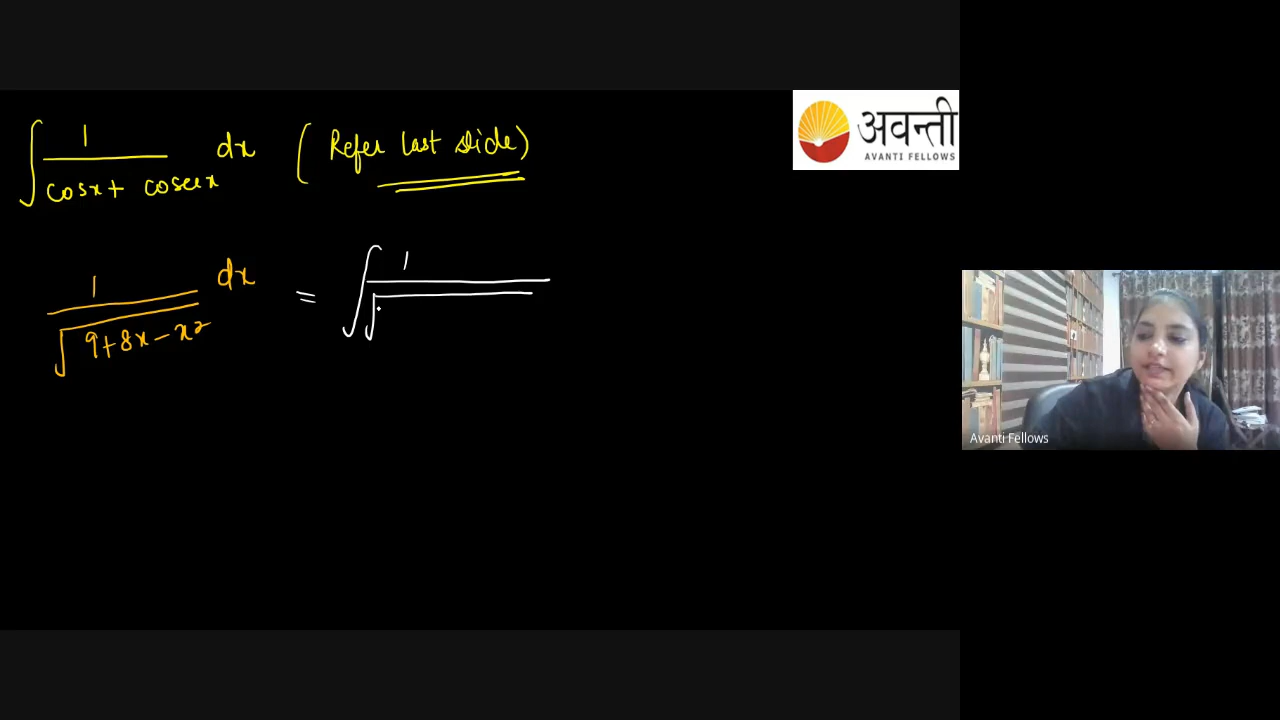 ∫ 1/(cosx + cosecx) dx (Refer last slide)
अवन्ती
AVANTI FELLOWS
1/√(9+8x−x²) dx = ∫ 1/√
Avanti Fellows